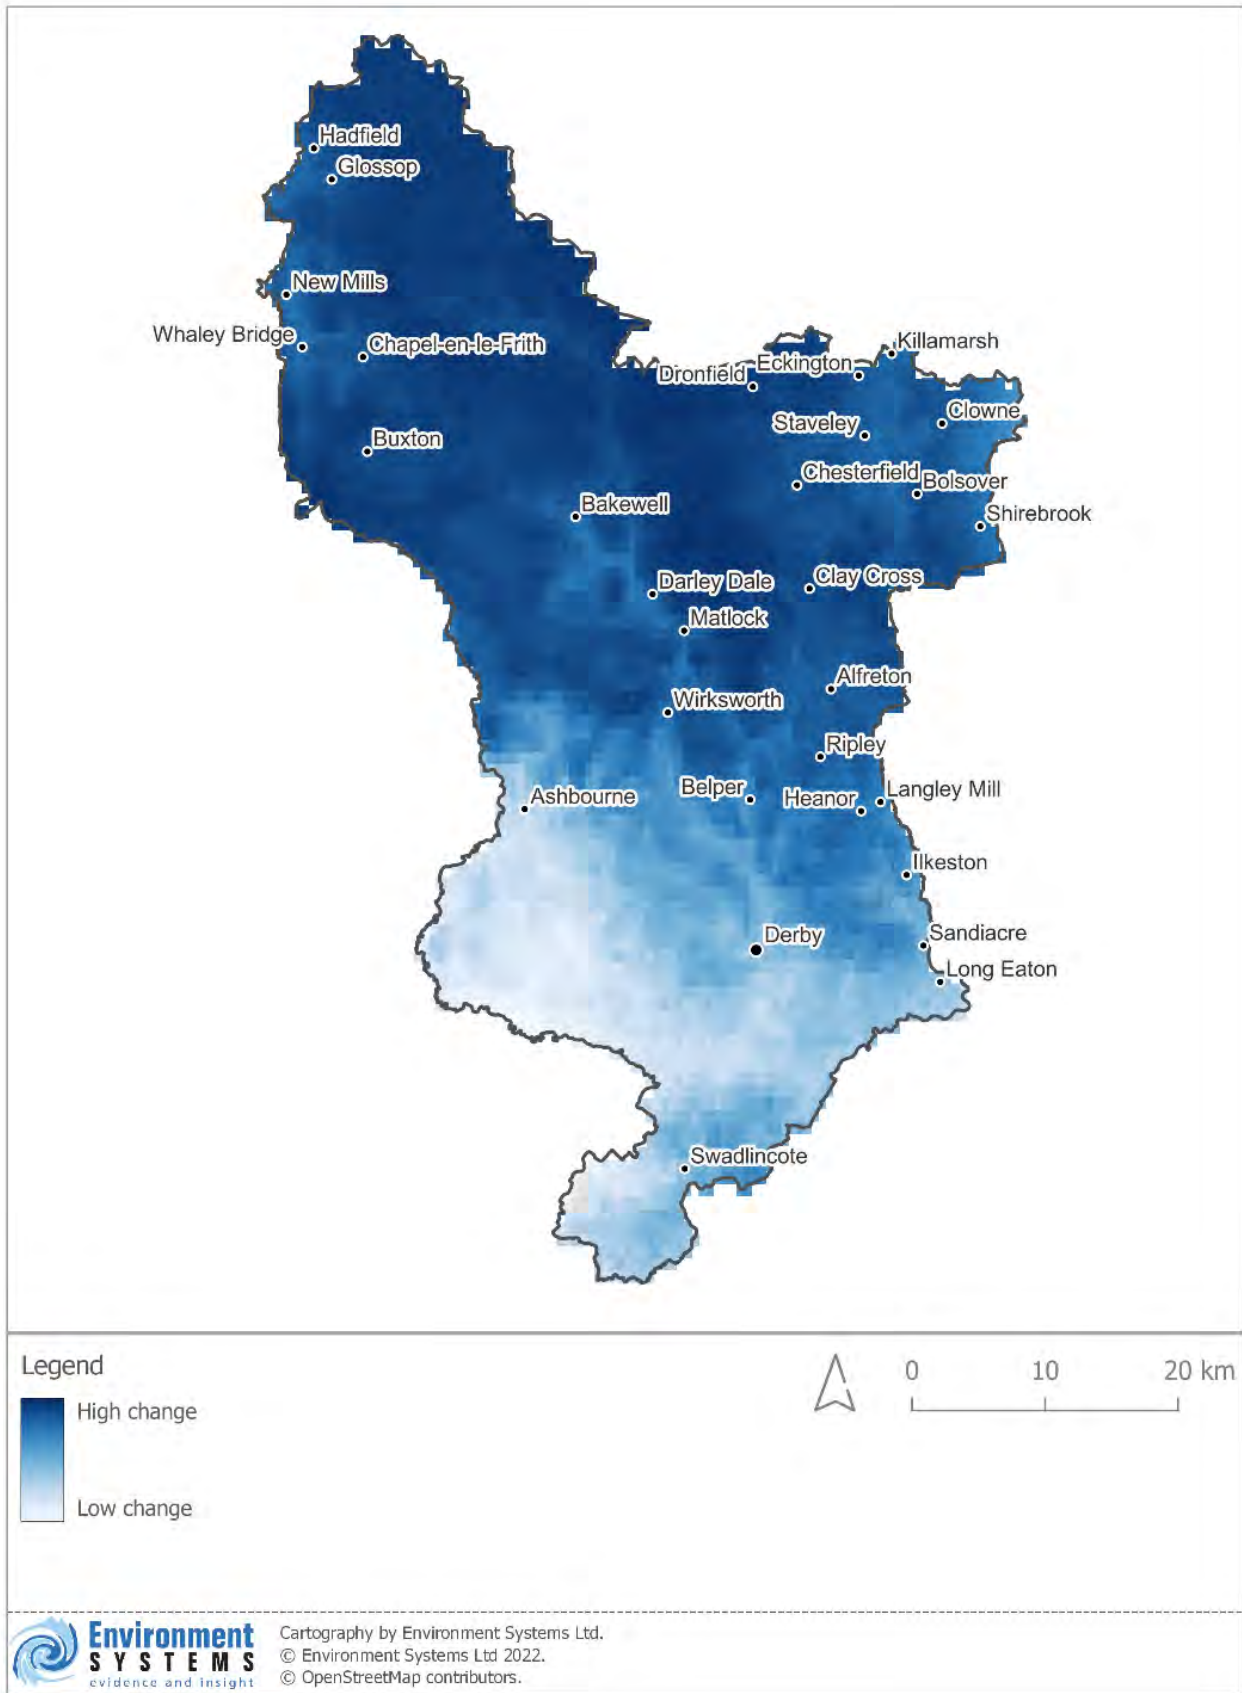 Hadfield
Glossop
New Mills
Whaley Bridge
Chapel-en-le-Frith
Killamarsh
Eckington
Dronfield
Clowne
Staveley
Buxton
Chesterfield
Bolsover
Bakewell
Shirebrook
Darley Dale
Clay Cross
Matlock
Alfreton
Wirksworth
Ripley
Belper
Heanor
Langley Mill
Ashbourne
Ilkeston
Derby
Sandiacre
Long Eaton
Swadlincote
Legend
High change
Low change
0 10 20 km
Environment
SYSTEMS
evidence and insight
Cartography by Environment Systems Ltd.
© Environment Systems Ltd 2022.
© OpenStreetMap contributors.